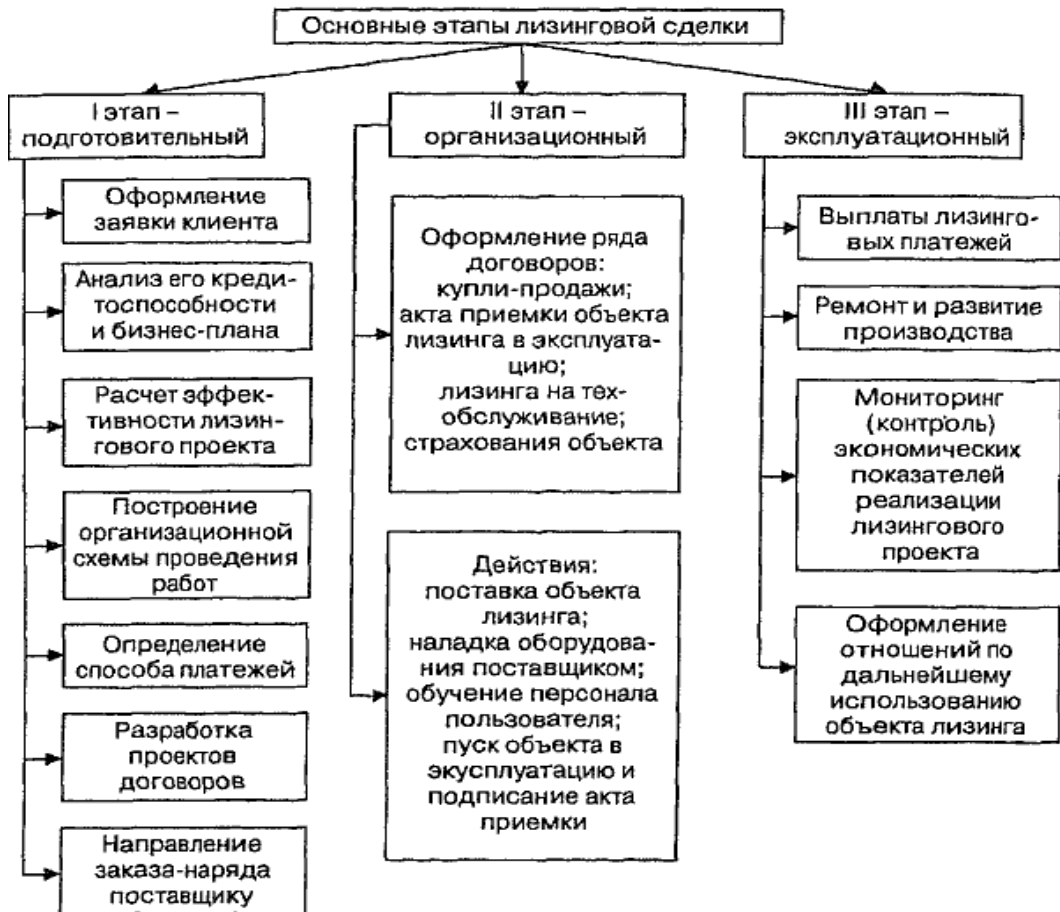 Основные этапы лизинговой сделки
I этап –
подготовительный
Оформление
заявки клиента
Анализ его креди-
тоспособности
и бизнес-плана
Расчет эффек-
тивности лизин-
гового проекта
Построение
организационной
схемы проведения
работ
Определение
способа платежей
Разработка
проектов
договоров
Направление
заказа-наряда
поставщику
II этап –
организационный
Оформление ряда
договоров:
купли-продажи;
акта приемки объекта
лизинга в эксплуата-
цию;
лизинга на тех-
обслуживание;
страхования объекта
Действия:
поставка объекта
лизинга;
наладка оборудова-
ния поставщиком;
обучение персонала
пользователя;
пуск объекта в
экусплуатацию и
подписание акта
приемки
III этап –
эксплуатационный
Выплаты лизинго-
вых платежей
Ремонт и развитие
производства
Мониторинг
(контроль)
экономических
показателей
реализации
лизингового
проекта
Оформление
отношений по
дальнейшему
использованию
объекта лизинга